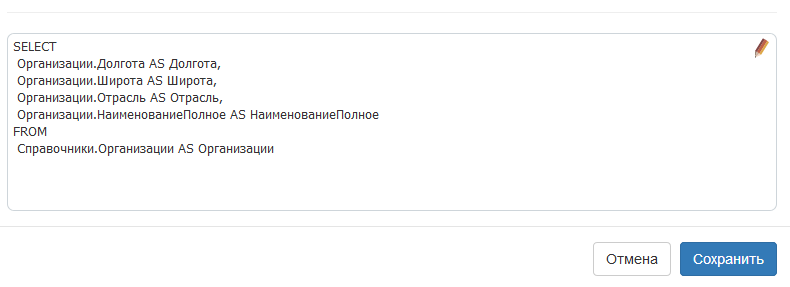 SELECT
Организации.Долгота AS Долгота,
Организации.Широта AS Широта,
Организации.Отрасль AS Отрасль,
Организации.НаименованиеПолное AS НаименованиеПолное
FROM
Справочники.Организации AS Организации
Отмена Сохранить